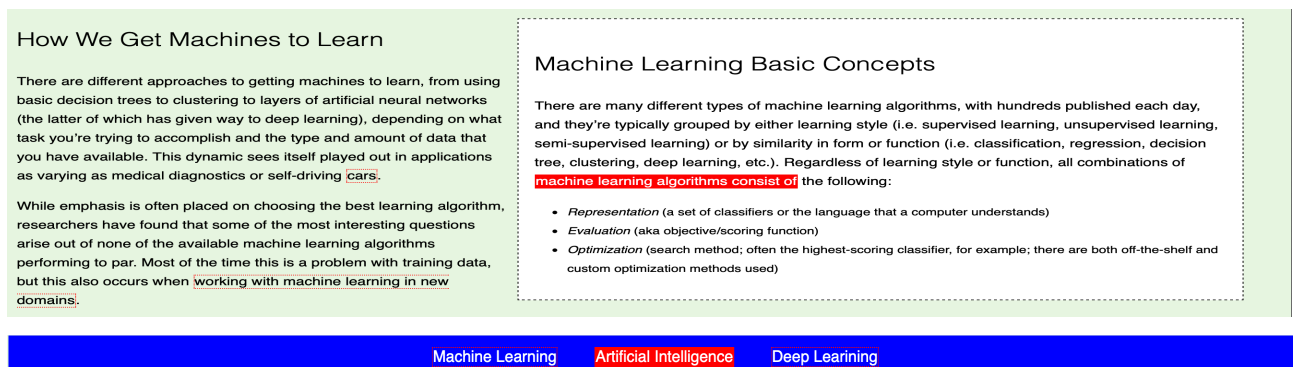 How We Get Machines to Learn
There are different approaches to getting machines to learn, from using
basic decision trees to clustering to layers of artificial neural networks
(the latter of which has given way to deep learning), depending on what
task you’re trying to accomplish and the type and amount of data that
you have available. This dynamic sees itself played out in applications
as varying as medical diagnostics or self-driving cars.
While emphasis is often placed on choosing the best learning algorithm,
researchers have found that some of the most interesting questions
arise out of none of the available machine learning algorithms
performing to par. Most of the time this is a problem with training data,
but this also occurs when working with machine learning in new
domains.
Machine Learning Basic Concepts
There are many different types of machine learning algorithms, with hundreds published each day,
and they’re typically grouped by either learning style (i.e. supervised learning, unsupervised learning,
semi-supervised learning) or by similarity in form or function (i.e. classification, regression, decision
tree, clustering, deep learning, etc.). Regardless of learning style or function, all combinations of
machine learning algorithms consist of the following:
• Representation (a set of classifiers or the language that a computer understands)
• Evaluation (aka objective/scoring function)
• Optimization (search method; often the highest-scoring classifier, for example; there are both off-the-shelf and
custom optimization methods used)
Machine Learning Artificial Intelligence Deep Learining